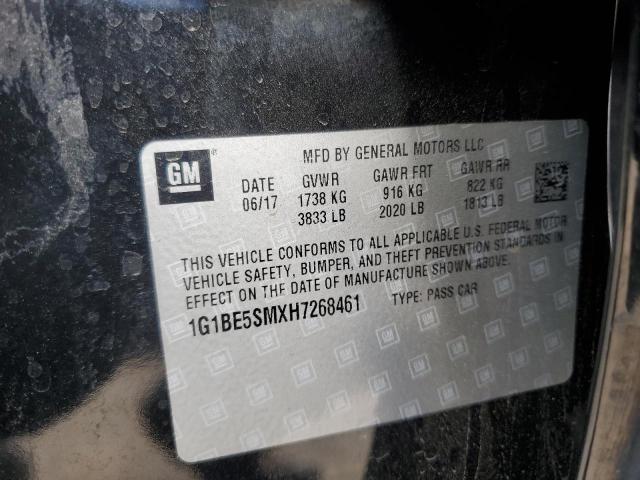 GM
MFD BY GENERAL MOTORS LLC
DATE GVWR GAWR FRT GAWR RR
06/17 1738 KG 916 KG 822 KG
3833 LB 2020 LB 1813 LB
THIS VEHICLE CONFORMS TO ALL APPLICABLE U.S. FEDERAL MOTOR
VEHICLE SAFETY, BUMPER, AND THEFT PREVENTION STANDARDS IN
EFFECT ON THE DATE OF MANUFACTURE SHOWN ABOVE.
1G1BE5SMXH7268461 TYPE: PASS CAR